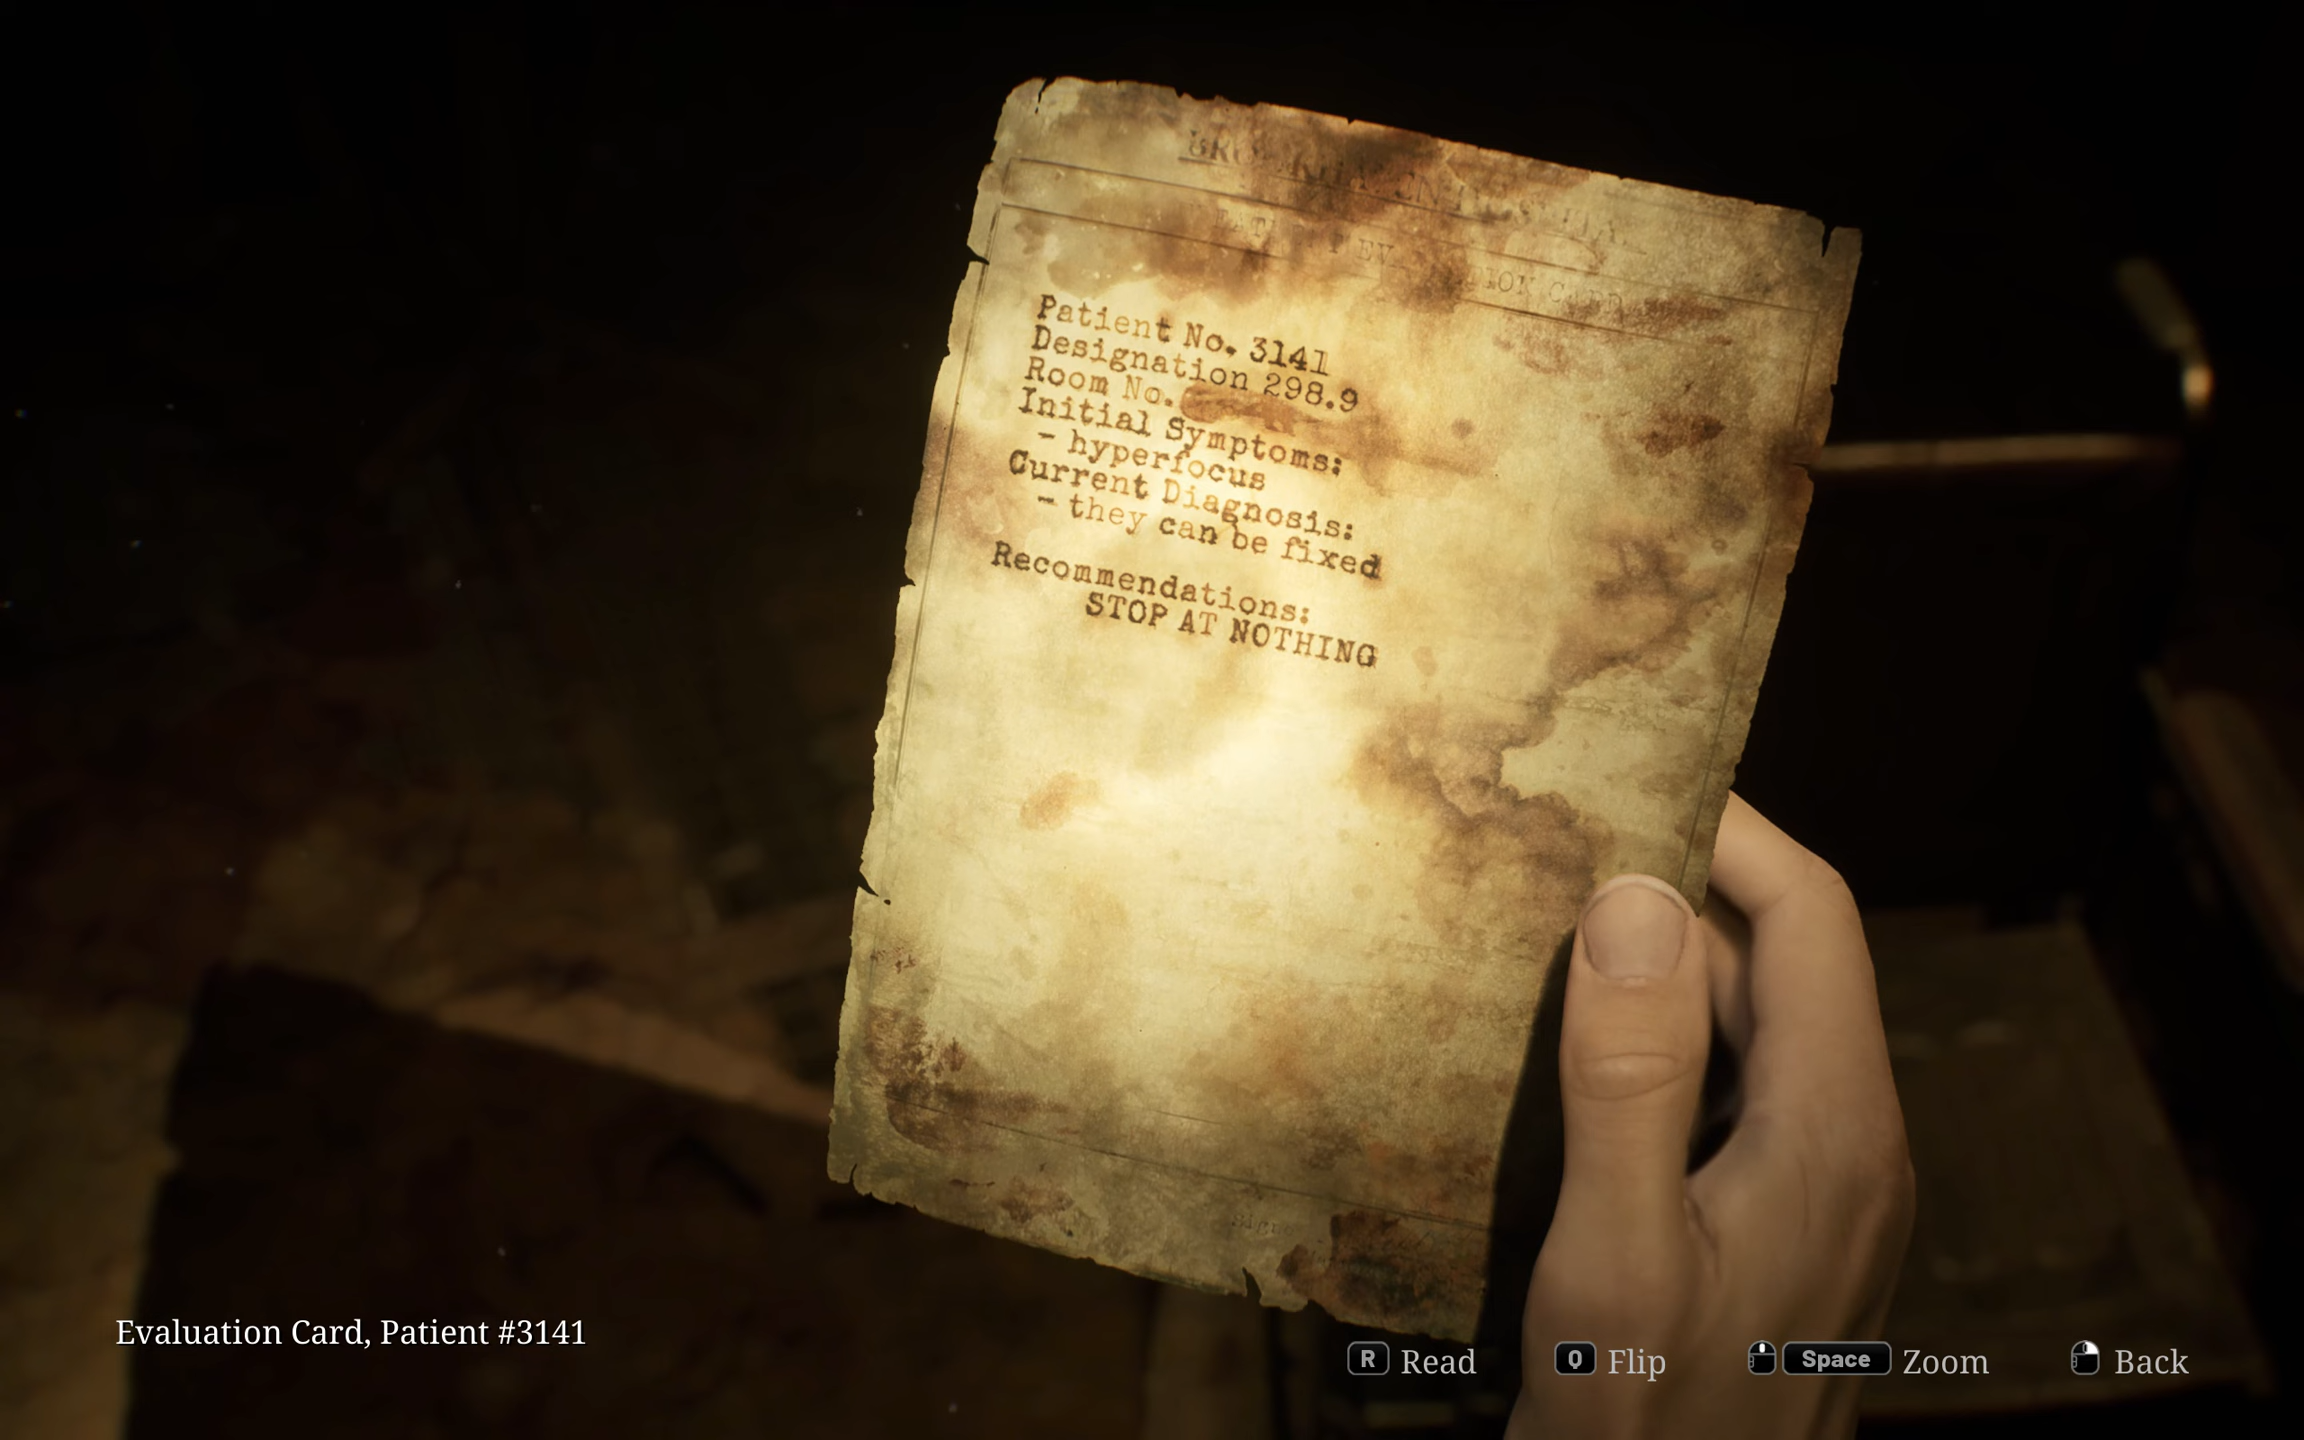 Patient No. 3141
Designation 298.9
Room No.
Initial Symptoms:
- hyperfocus
Current Diagnosis:
- they can be fixed
Recommendations:
STOP AT NOTHING
Evaluation Card, Patient #3141
R Read Q Flip Space Zoom Back